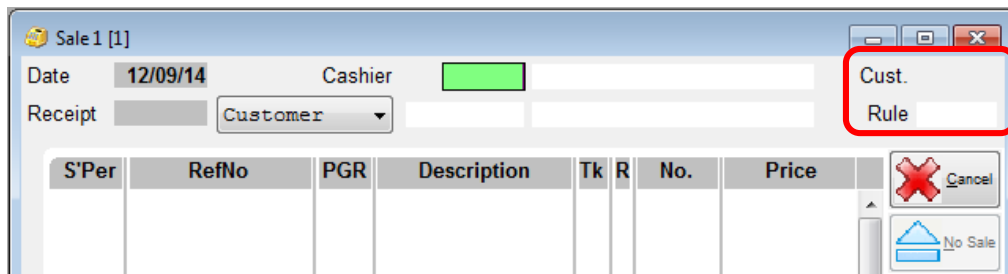 Sale 1 [1]
Date 12/09/14 Cashier Cust.
Receipt Customer Rule
S'Per RefNo PGR Description Tk R No. Price
Cancel
No Sale